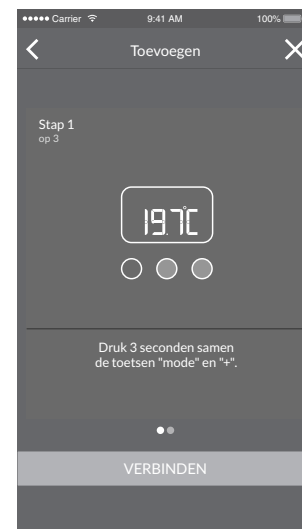 Carrier 9:41 AM 100%
Toevoegen
Stap 1
op 3
19.7°C
Druk 3 seconden samen
de toetsen "mode" en "+".
VERBINDEN